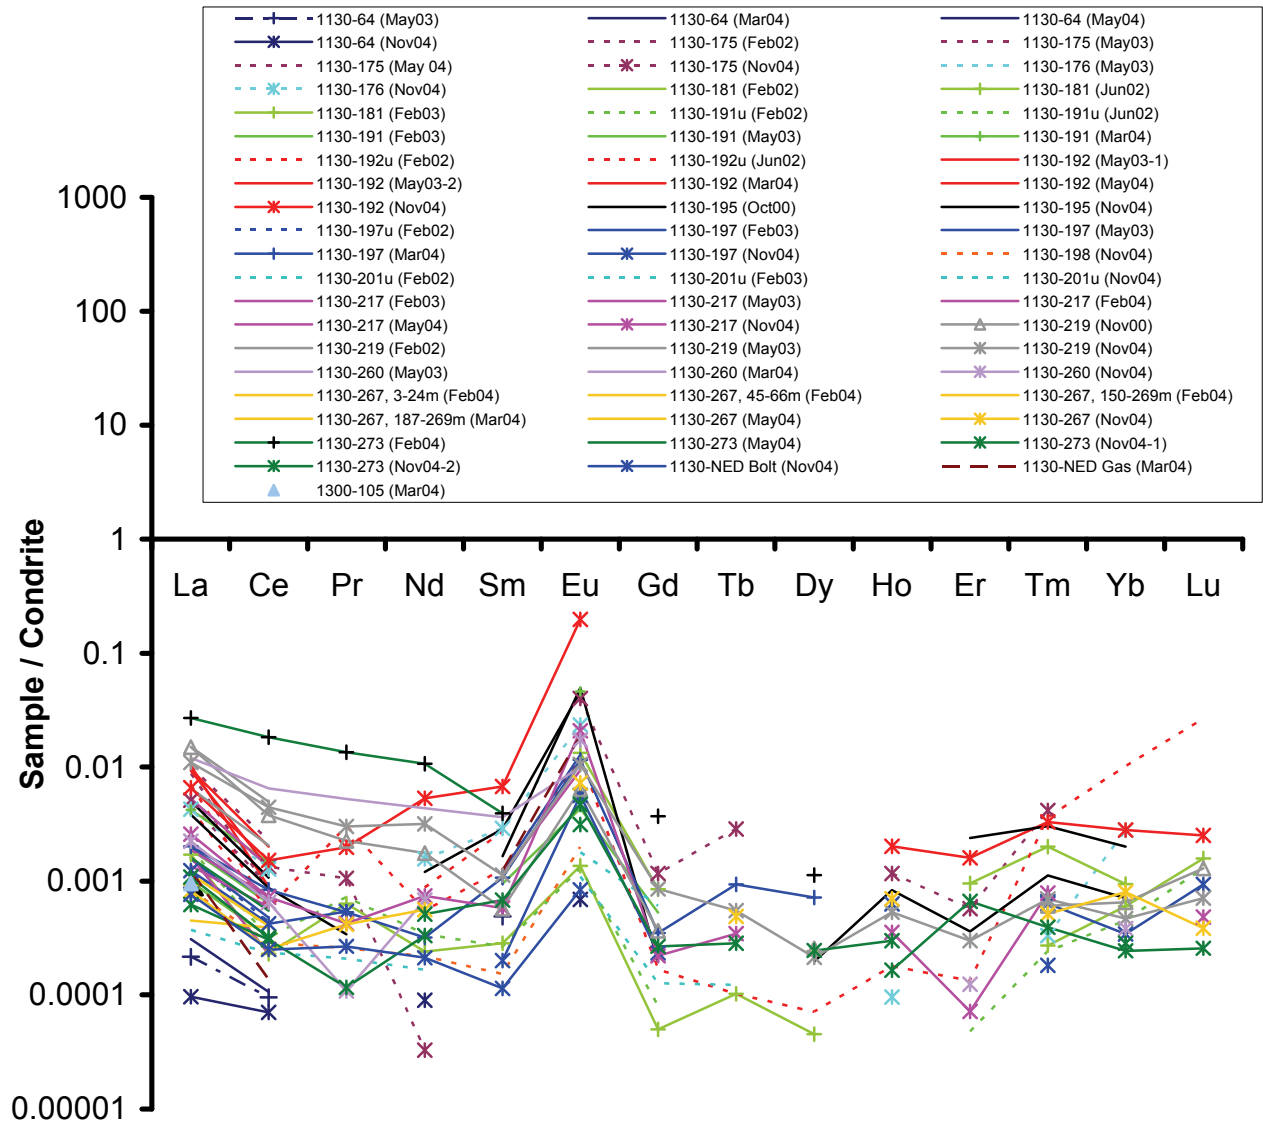 1130-64 (May03) 1130-64 (Mar04) 1130-64 (May04)
1130-64 (Nov04) 1130-175 (Feb02) 1130-175 (May03)
1130-175 (May 04) 1130-175 (Nov04) 1130-176 (May03)
1130-176 (Nov04) 1130-181 (Feb02) 1130-181 (Jun02)
1130-181 (Feb03) 1130-191u (Feb02) 1130-191u (Jun02)
1130-191 (Feb03) 1130-191 (May03) 1130-191 (Mar04)
1130-192u (Feb02) 1130-192u (Jun02) 1130-192 (May03-1)
1130-192 (May03-2) 1130-192 (Mar04) 1130-192 (May04)
1130-192 (Nov04) 1130-195 (Oct00) 1130-195 (Nov04)
1130-197u (Feb02) 1130-197 (Feb03) 1130-197 (May03)
1130-197 (Mar04) 1130-197 (Nov04) 1130-198 (Nov04)
1130-201u (Feb02) 1130-201u (Feb03) 1130-201u (Nov04)
1130-217 (Feb03) 1130-217 (May03) 1130-217 (Feb04)
1130-217 (May04) 1130-217 (Nov04) 1130-219 (Nov00)
1130-219 (Feb02) 1130-219 (May03) 1130-219 (Nov04)
1130-260 (May03) 1130-260 (Mar04) 1130-260 (Nov04)
1130-267, 3-24m (Feb04) 1130-267, 45-66m (Feb04) 1130-267, 150-269m (Feb04)
1130-267, 187-269m (Mar04) 1130-267 (May04) 1130-267 (Nov04)
1130-273 (Feb04) 1130-273 (May04) 1130-273 (Nov04-1)
1130-273 (Nov04-2) 1130-NED Bolt (Nov04) 1130-NED Gas (Mar04)
1300-105 (Mar04)
1000
100
10
1
0.1
0.01
0.001
0.0001
0.00001
Sample / Condrite
La Ce Pr Nd Sm Eu Gd Tb Dy Ho Er Tm Yb Lu